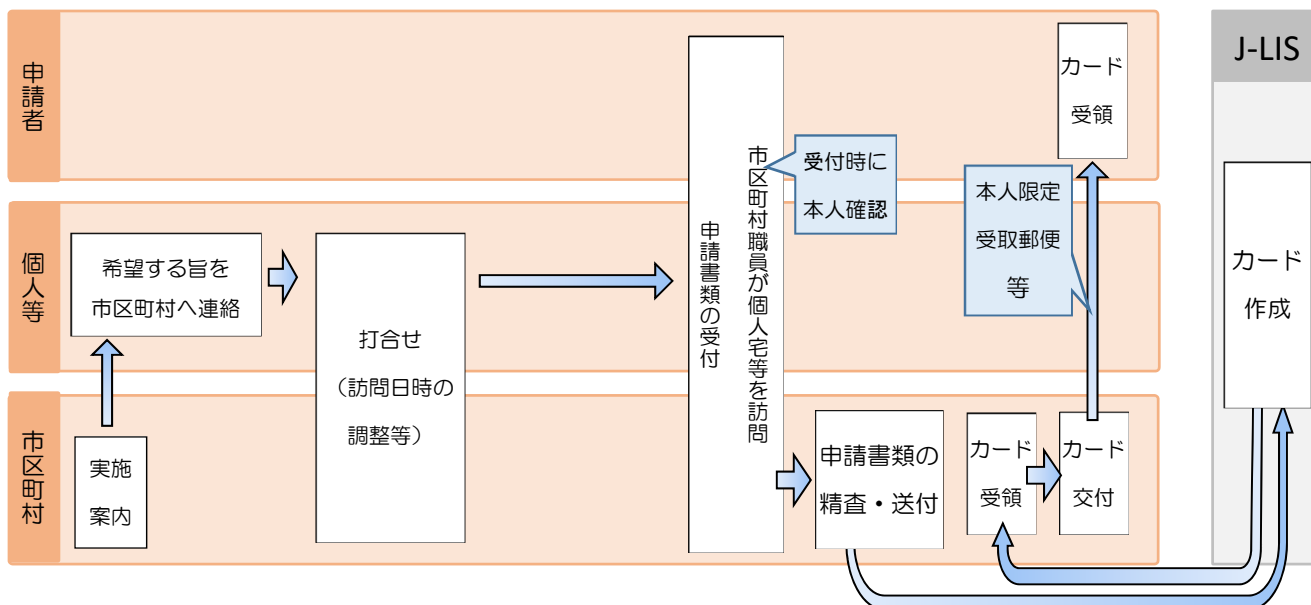 申請者
個人等
市区町村
実施
案内
希望する旨を
市区町村へ連絡
打合せ
（訪問日時の
調整等）
市区町村職員が個人宅等を訪問
申請書類の受付
受付時に
本人確認
申請書類の
精査・送付
カード
受領
カード
交付
本人限定
受取郵便
等
カード
受領
J-LIS
カード
作成